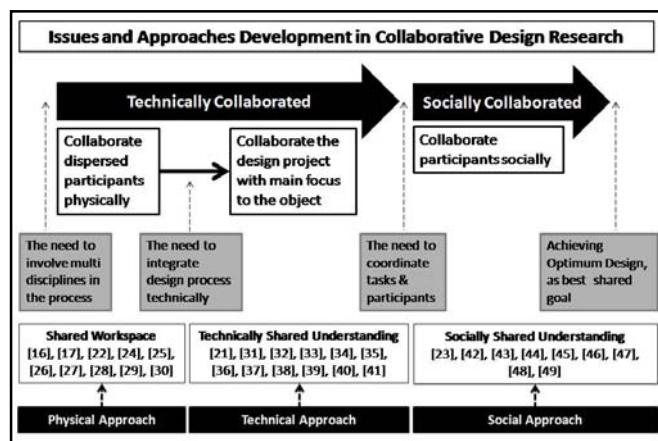 Issues and Approaches Development in Collaborative Design Research
Technically Collaborated
Socially Collaborated
Collaborate
dispersed
participants
physically
Collaborate the
design project
with main focus
to the object
Collaborate
participants socially
The need to
involve multi
disciplines in
the process
The need to
integrate
design process
technically
The need to
coordinate
tasks &
participants
Achieving
Optimum Design,
as best shared
goal
Shared Workspace
[16], [17], [22], [24], [25],
[26], [27], [28], [29], [30]
Technically Shared Understanding
[21], [31], [32], [33], [34], [35],
[36], [37], [38], [39], [40], [41]
Socially Shared Understanding
[23], [42], [43], [44], [45], [46], [47],
[48], [49]
Physical Approach
Technical Approach
Social Approach